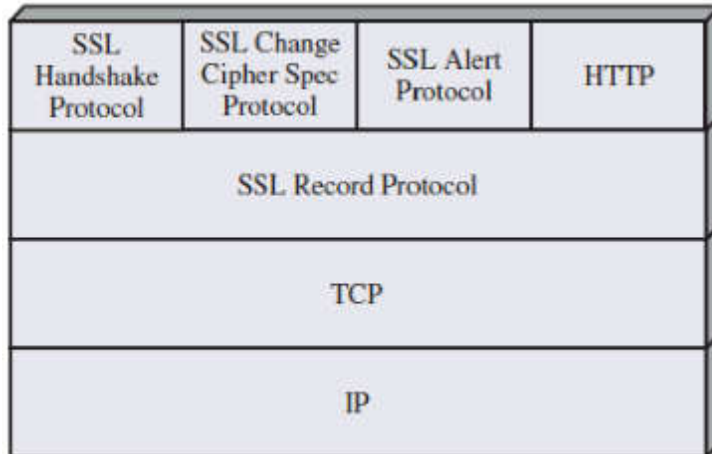 SSL
Handshake
Protocol
SSL Change
Cipher Spec
Protocol
SSL Alert
Protocol
HTTP
SSL Record Protocol
TCP
IP